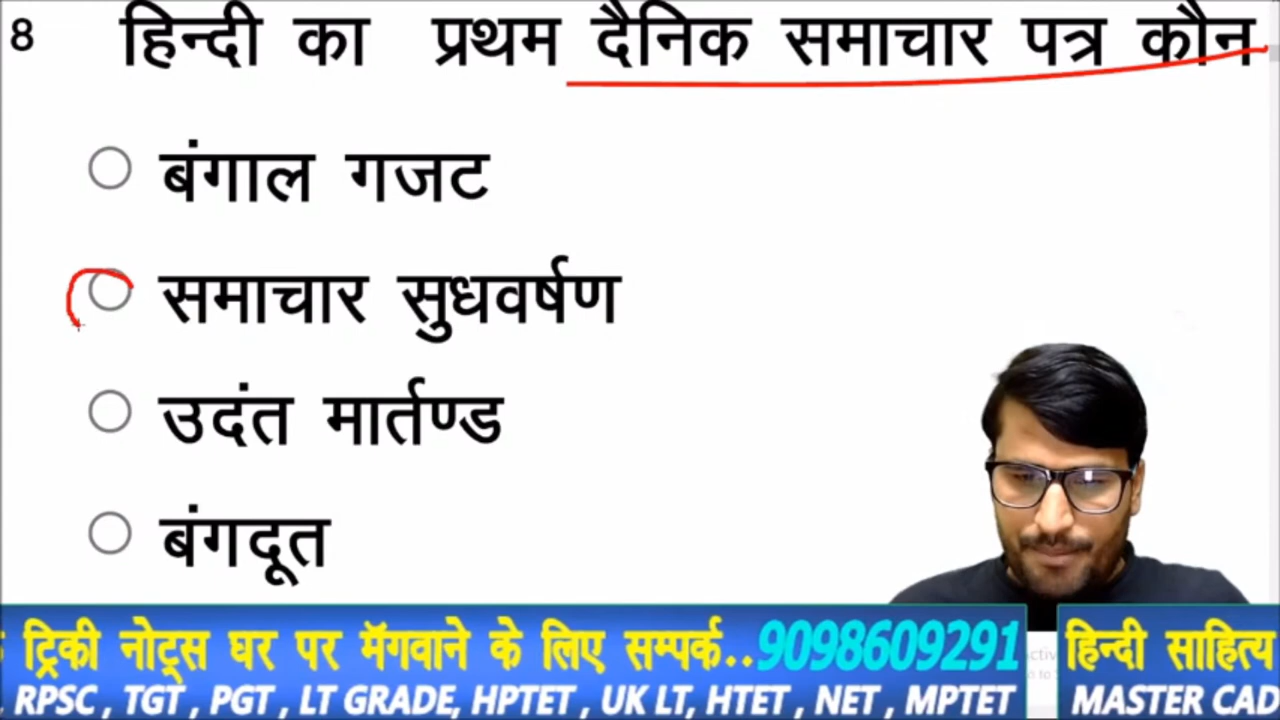 8 हिन्दी का प्रथम दैनिक समाचार पत्र कौन
बंगाल गजट
समाचार सुधवर्षण
उदंत मार्तण्ड
बंगदूत
ट्रिकी नोट्स घर पर मॅगवाने के लिए सम्पर्क..9098609291
हिन्दी साहित्य
RPSC , TGT , PGT , LT GRADE, HPTET , UK LT, HTET , NET , MPTET
MASTER CAD